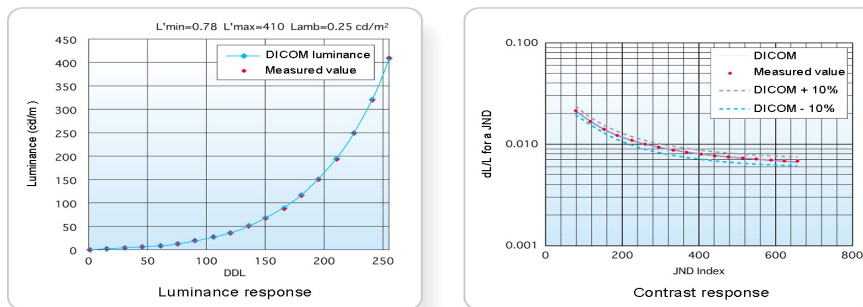 L'min=0.78 L'max=410 Lamb=0.25 cd/m²
450
400
350
300
250
200
150
100
50
0
Luminance (cd/m )
DICOM luminance
Measured value
0 50 100 150 200 250
DDL
Luminance response
0.100
0.010
0.001
dL/L for a JND
DICOM
Measured value
DICOM + 10%
DICOM - 10%
0 200 400 600 800
JND Index
Contrast response